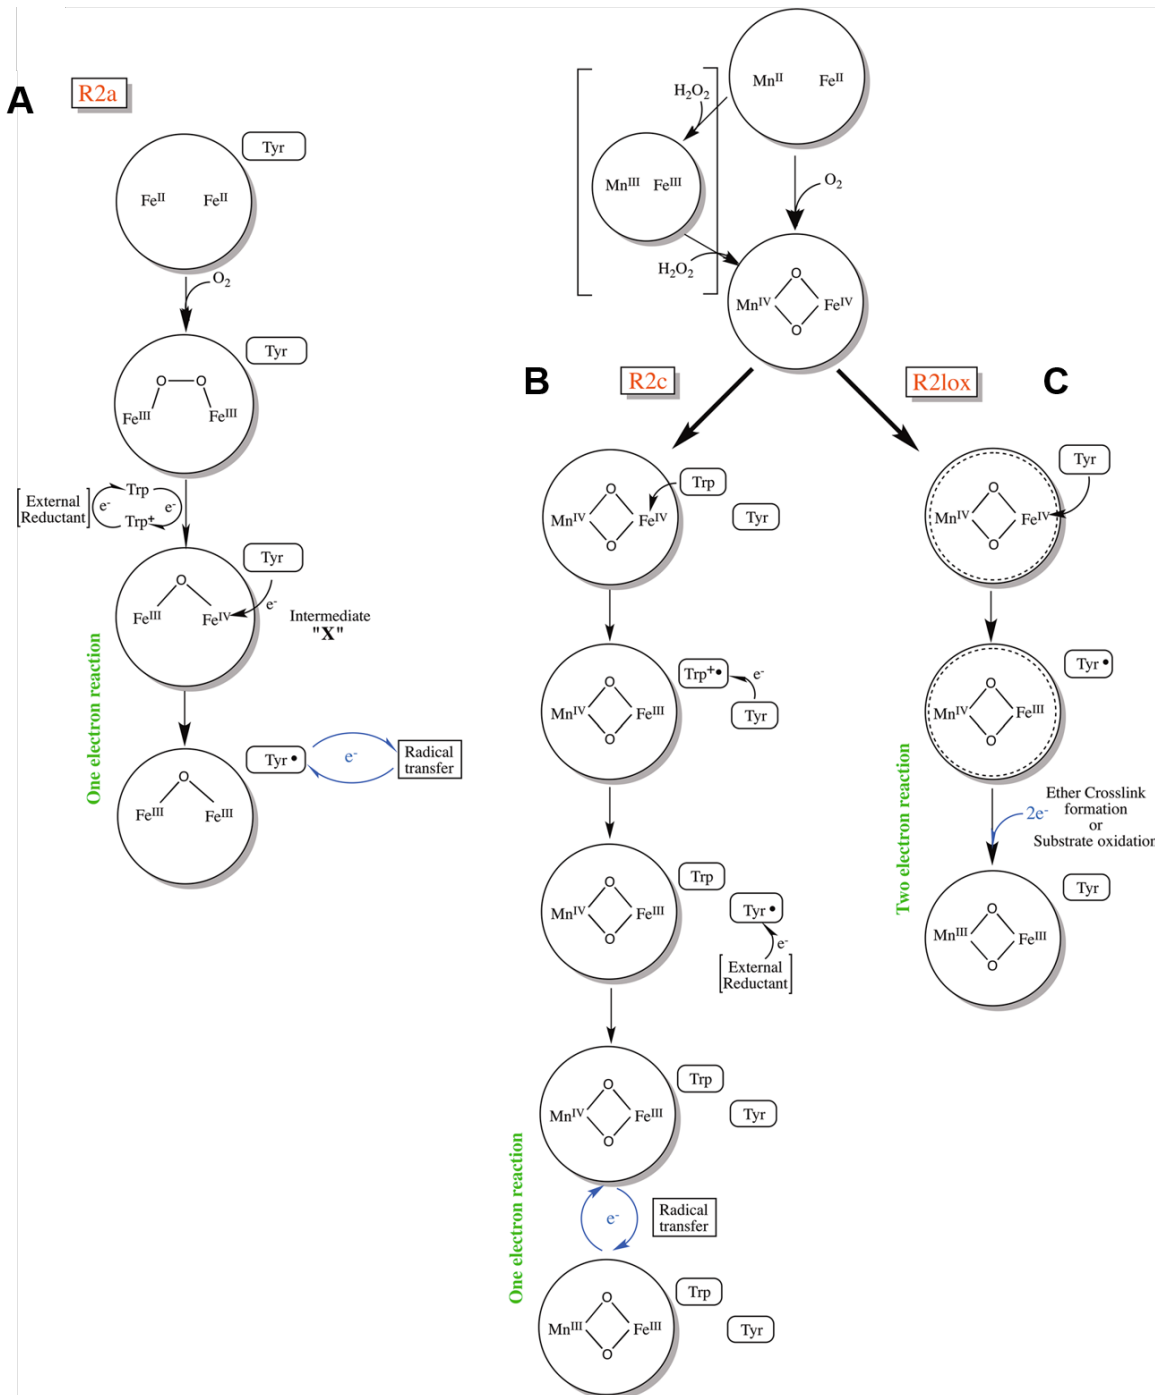 A
R2a
Tyr
Fe^II Fe^II
O₂
Tyr
O O
Fe^III Fe^III
[External
Reductant]
e⁻
Trp
e⁻
Trp^±
Tyr
O
Fe^III Fe^IV
e⁻
Intermediate
"X"
One electron reaction
Tyr •
O
Fe^III Fe^III
e⁻
Radical
transfer
Mn^II Fe^II
H₂O₂
Mn^III Fe^III
H₂O₂
O₂
O
Mn^IV Fe^IV
O
B
R2c
O
Mn^IV Fe^IV
O
Trp
Tyr
O
Mn^IV Fe^III
O
Trp⁺•
e⁻
Tyr
O
Mn^IV Fe^III
O
Trp
Tyr •
e⁻
[External
Reductant]
O
Mn^IV Fe^III
O
Trp
Tyr
One electron reaction
e⁻
Radical
transfer
O
Mn^III Fe^III
O
Trp
Tyr
R2lox
C
Tyr
O
Mn^IV Fe^IV
O
Tyr •
O
Mn^IV Fe^III
O
Two electron reaction
2e⁻
Ether Crosslink
formation
or
Substrate oxidation
Tyr
O
Mn^III Fe^III
O